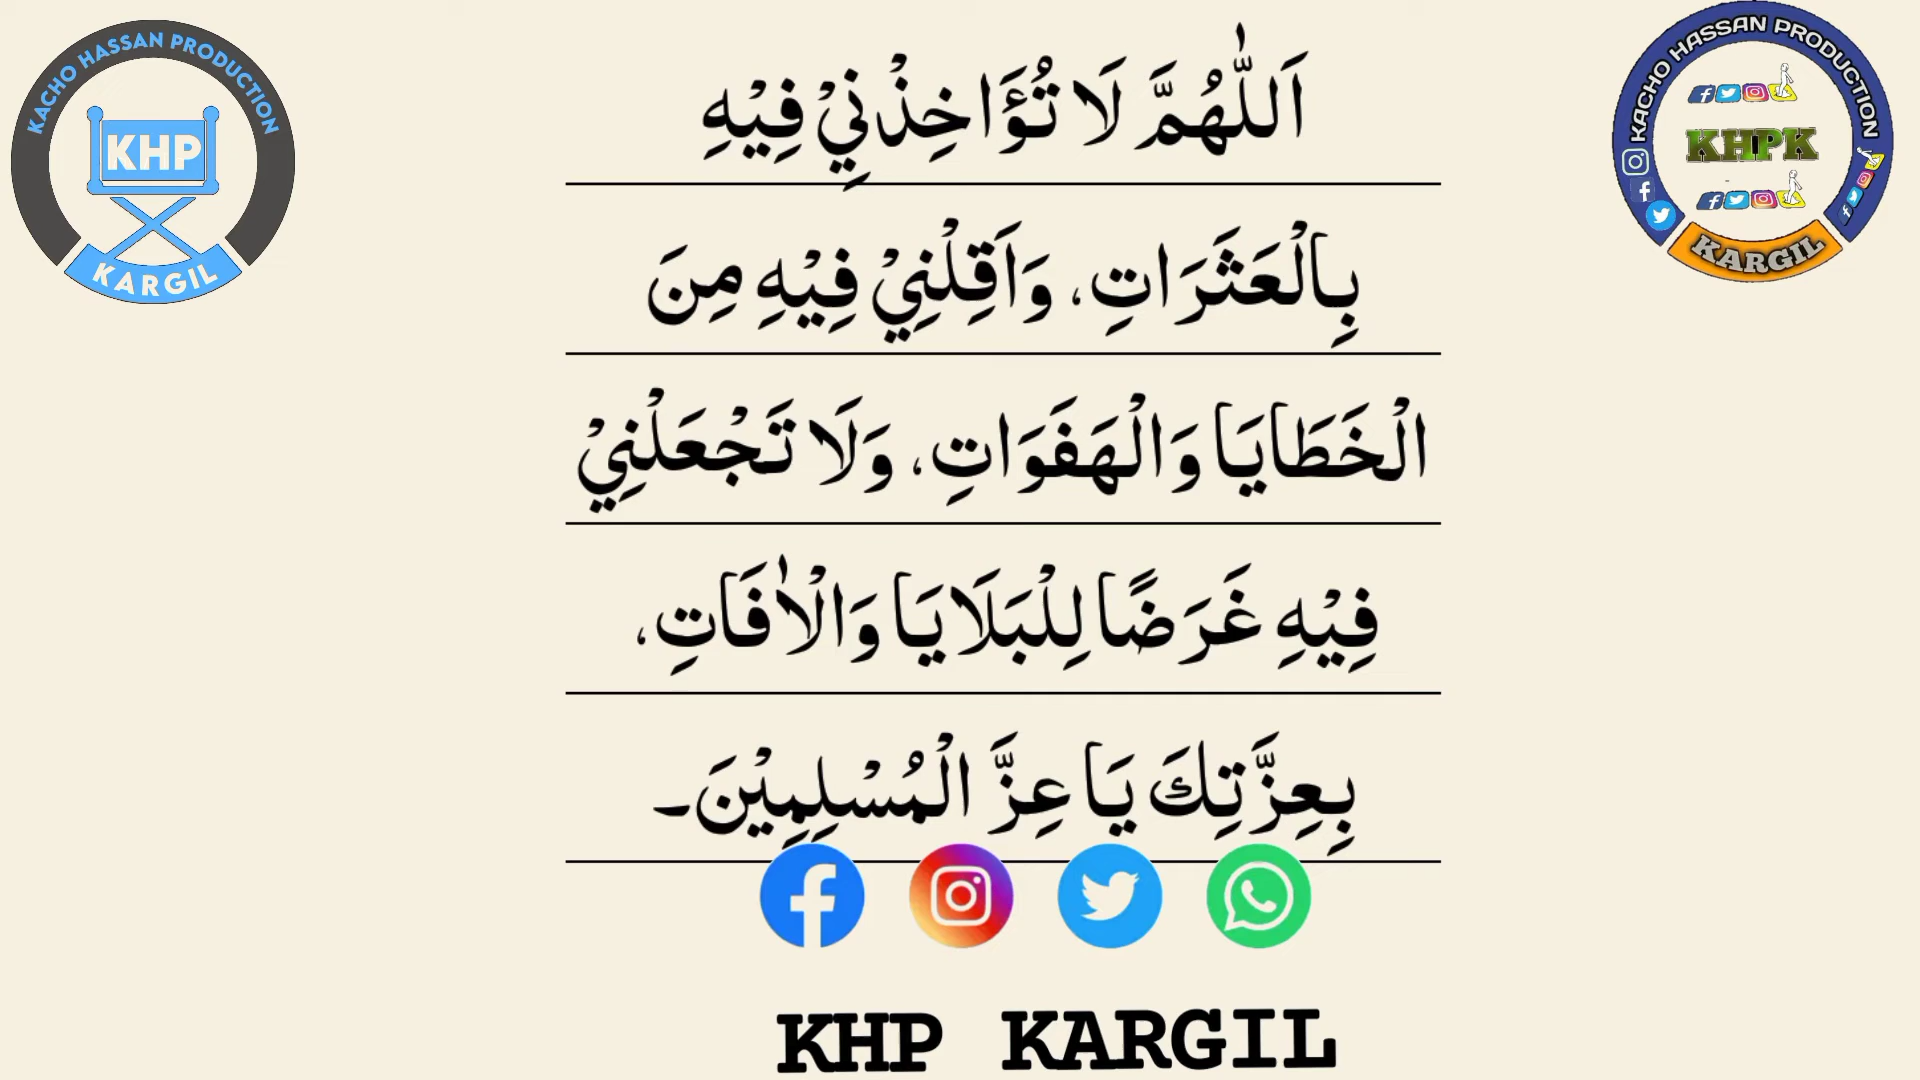 KACHO HASSAN PRODUCTION
KHP
KARGIL
KACHO HASSAN PRODUCTION
KHPK
KARGIL
اَللّٰهُمَّ لَا تُؤَاخِذْنِيْ فِيْهِ
بِالْعَثَرَاتِ، وَاَقِلْنِيْ فِيْهِ مِنَ
الْخَطَايَا وَالْهَفَوَاتِ، وَلَا تَجْعَلْنِيْ
فِيْهِ غَرَضًا لِلْبَلَايَا وَالْاٰفَاتِ،
بِعِزَّتِكَ يَا عِزَّ الْمُسْلِمِيْنَ۔
KHP KARGIL